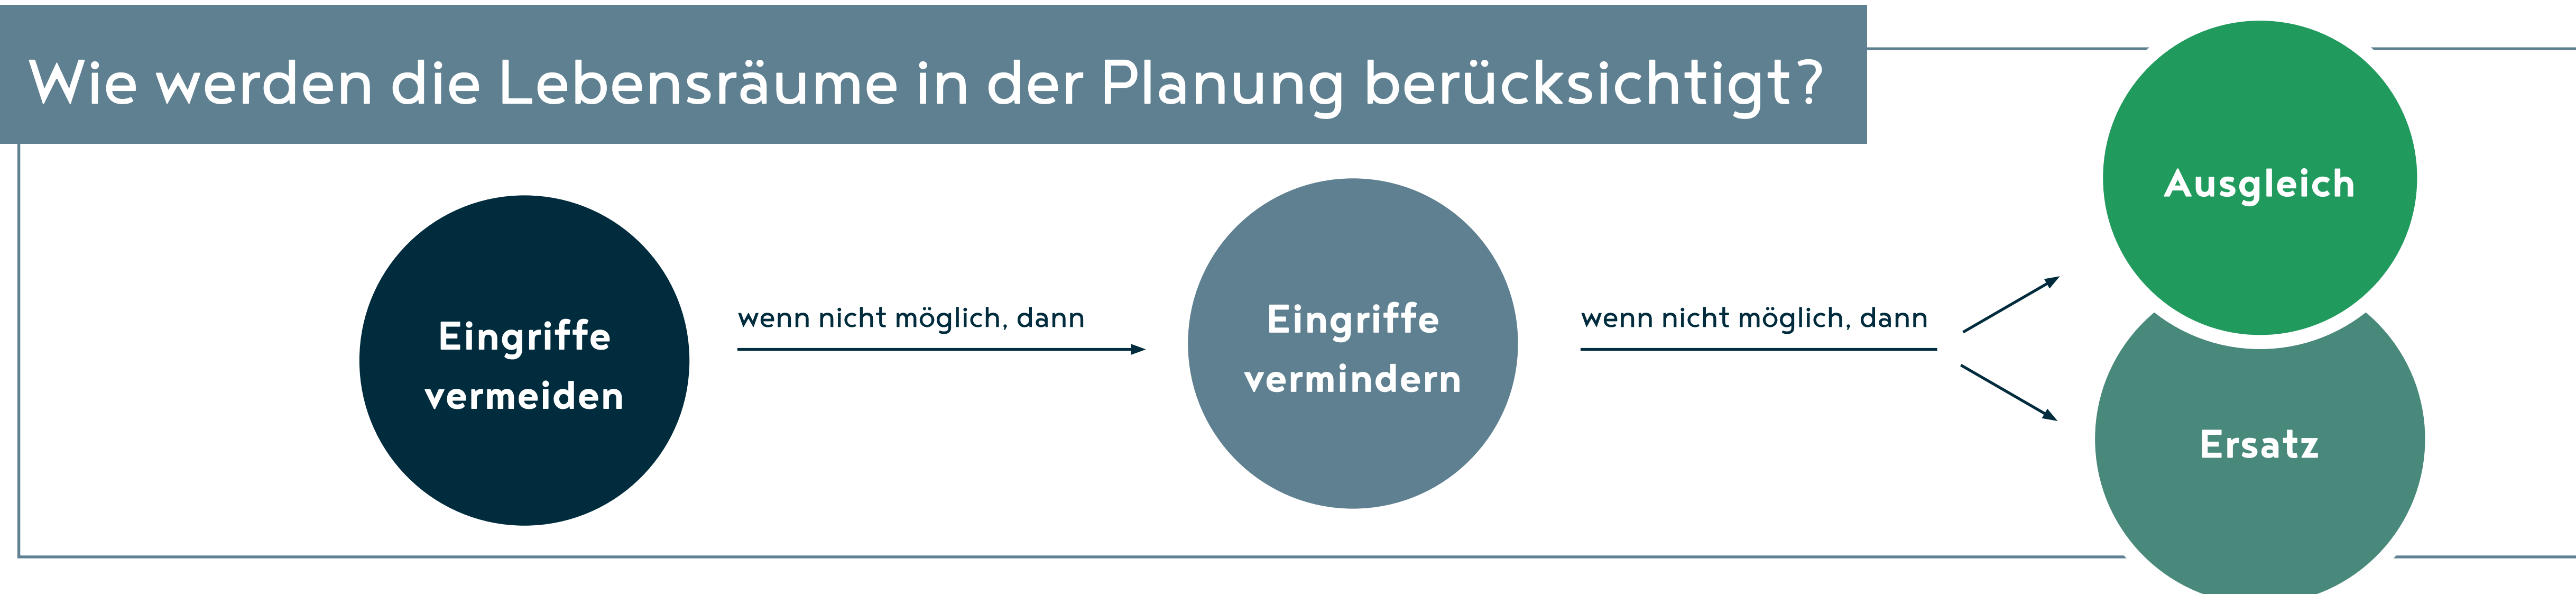 Wie werden die Lebensräume in der Planung berücksichtigt?
Eingriffe
vermeiden
wenn nicht möglich, dann
Eingriffe
vermindern
wenn nicht möglich, dann
Ausgleich
Ersatz